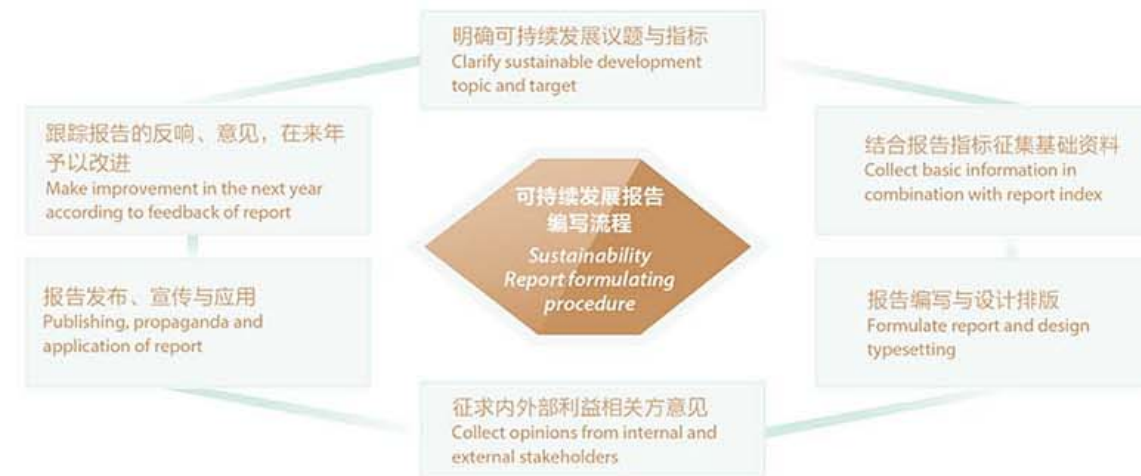 明确可持续发展议题与指标
Clarify sustainable development
topic and target
结合报告指标征集基础资料
Collect basic information in
combination with report index
报告编写与设计排版
Formulate report and design
typesetting
征求内外部利益相关方意见
Collect opinions from internal and
external stakeholders
报告发布、宣传与应用
Publishing, propaganda and
application of report
跟踪报告的反响、意见，在来年
予以改进
Make improvement in the next year
according to feedback of report
可持续发展报告
编写流程
Sustainability
Report formulating
procedure